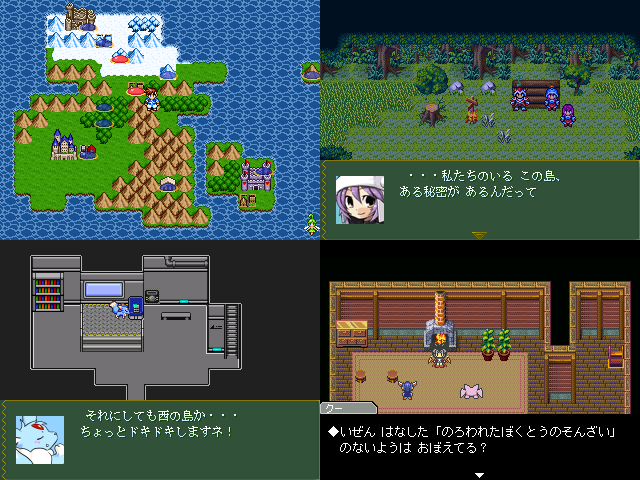 ・・・私たちのいる この島、
ある秘密が あるんだって
それにしても西の島か・・・
ちょっとドキドキしますネ！
クー
◆いぜん はなした「のろわれたぼくとうのそんざい」
のないようは おぼえてる？